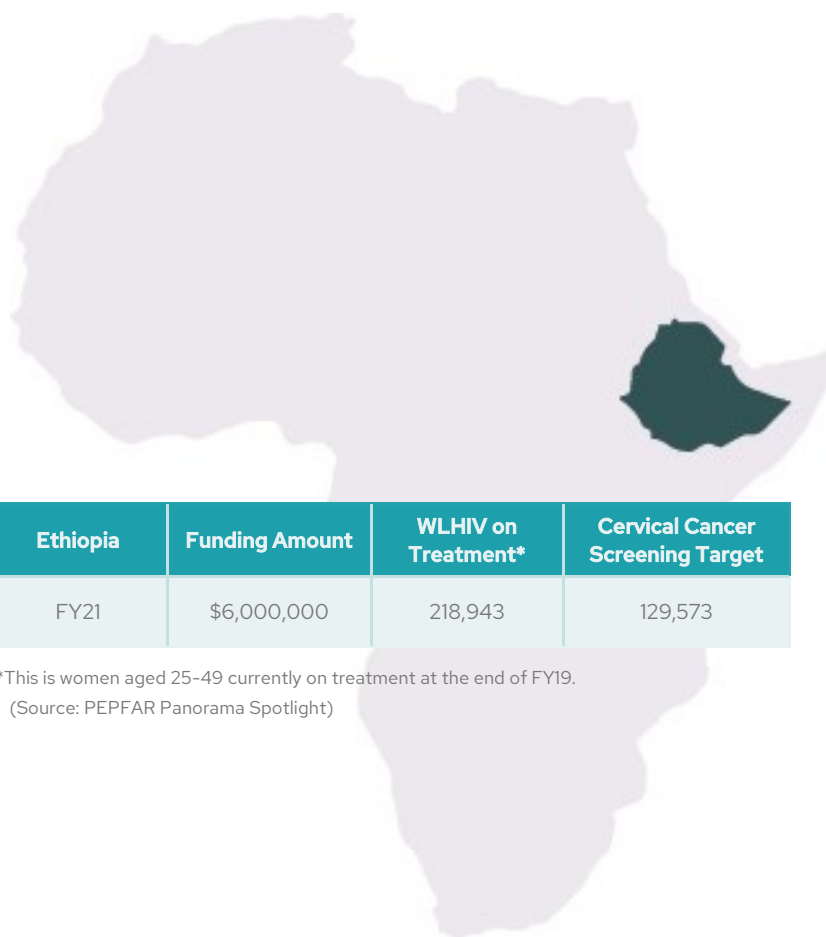 Ethiopia
Funding Amount
WLHIV on
Treatment*
Cervical Cancer
Screening Target
FY21
$6,000,000
218,943
129,573
*This is women aged 25-49 currently on treatment at the end of FY19.
(Source: PEPFAR Panorama Spotlight)